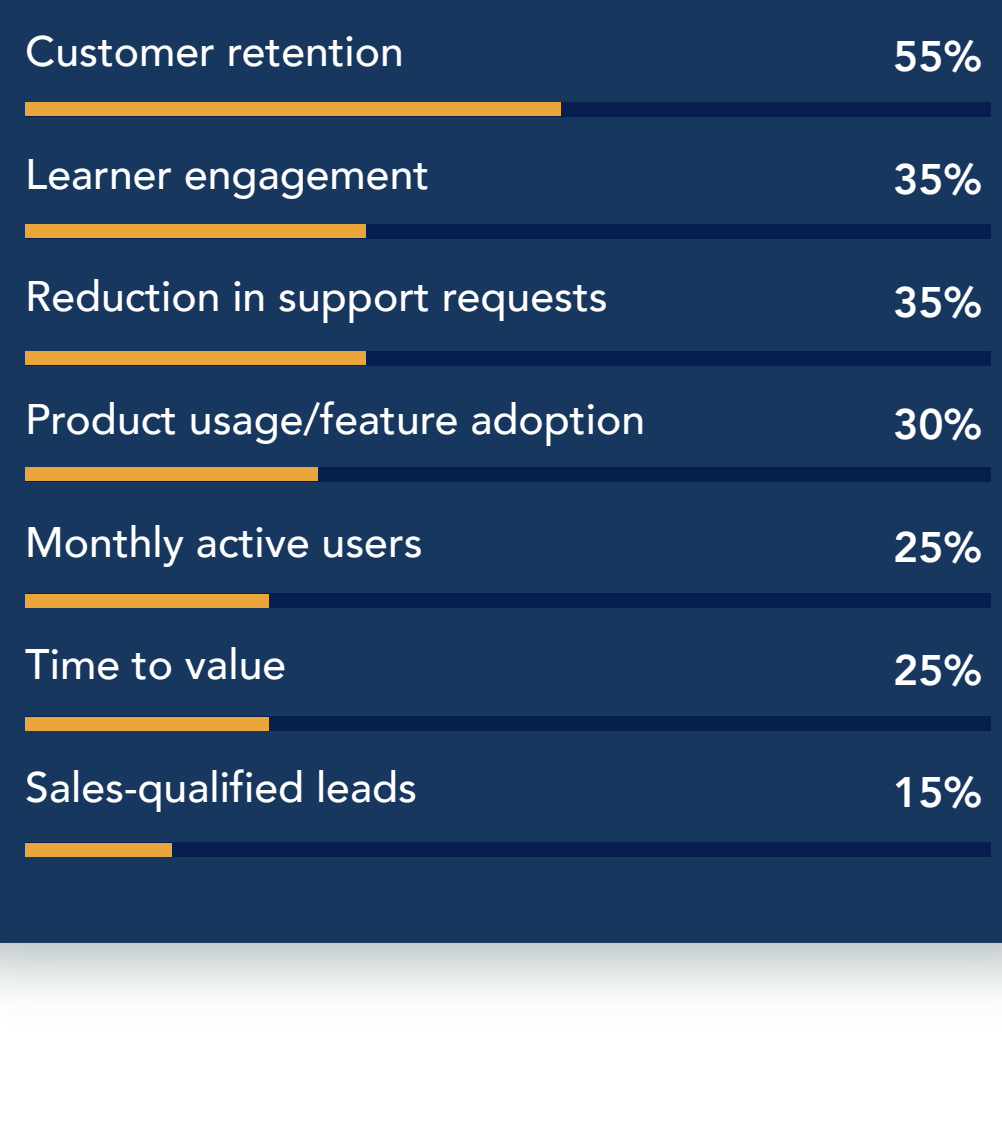 Customer retention 55%
Learner engagement 35%
Reduction in support requests 35%
Product usage/feature adoption 30%
Monthly active users 25%
Time to value 25%
Sales-qualified leads 15%